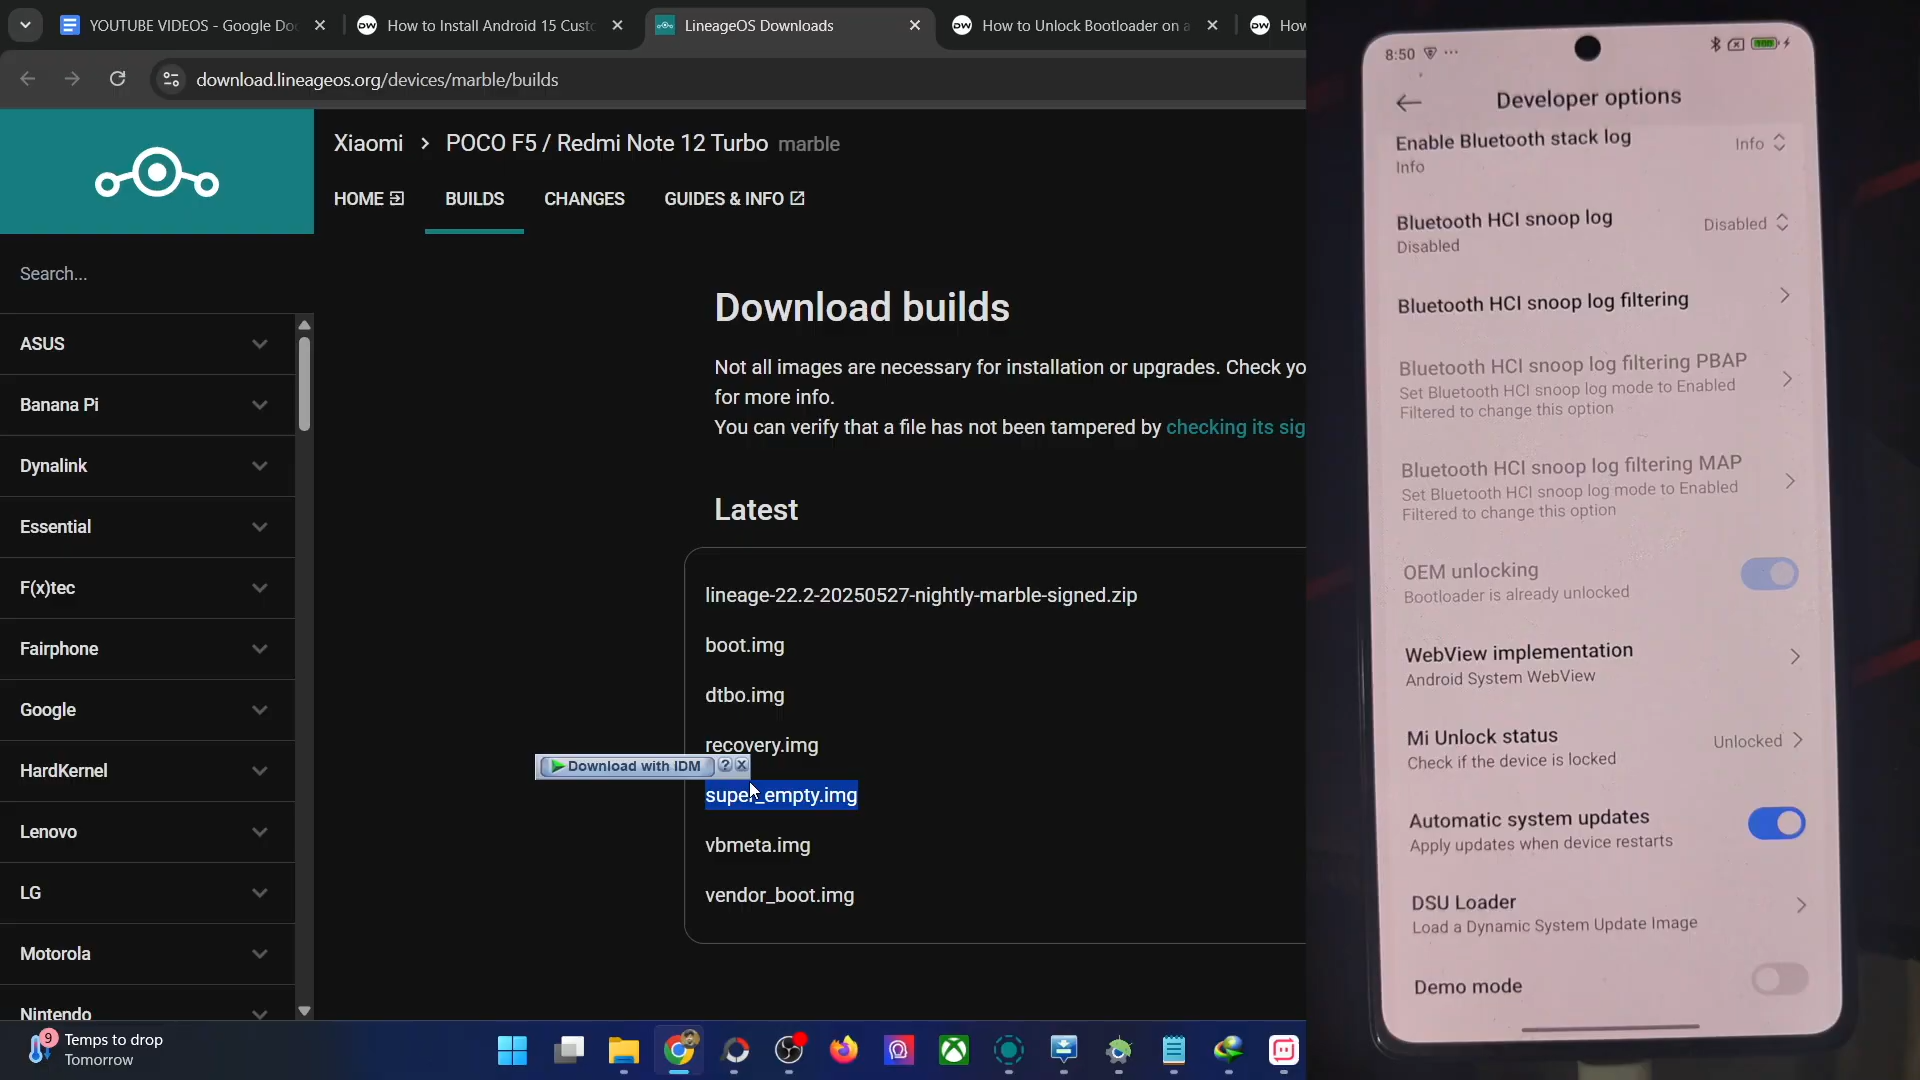 YOUTUBE VIDEOS - Google Do
How to Install Android 15 Custo
LineageOS Downloads
How to Unlock Bootloader on a
How
download.lineageos.org/devices/marble/builds
Xiaomi > POCO F5 / Redmi Note 12 Turbo marble
HOME
BUILDS
CHANGES
GUIDES & INFO
Search...
ASUS
Banana Pi
Dynalink
Essential
F(x)tec
Fairphone
Google
HardKernel
Lenovo
LG
Motorola
Nintendo
Download builds
Not all images are necessary for installation or upgrades. Check yo
for more info.
You can verify that a file has not been tampered by checking its sig
Latest
lineage-22.2-20250527-nightly-marble-signed.zip
boot.img
dtbo.img
recovery.img
Download with IDM ?
super_empty.img
vbmeta.img
vendor_boot.img
9
Temps to drop
Tomorrow
8:50
100
Developer options
Enable Bluetooth stack log
Info
Info
Bluetooth HCI snoop log
Disabled
Disabled
Bluetooth HCI snoop log filtering
Bluetooth HCI snoop log filtering PBAP
Set Bluetooth HCI snoop log mode to Enabled
Filtered to change this option
Bluetooth HCI snoop log filtering MAP
Set Bluetooth HCI snoop log mode to Enabled
Filtered to change this option
OEM unlocking
Bootloader is already unlocked
WebView implementation
Android System WebView
Mi Unlock status
Check if the device is locked
Unlocked
Automatic system updates
Apply updates when device restarts
DSU Loader
Load a Dynamic System Update Image
Demo mode